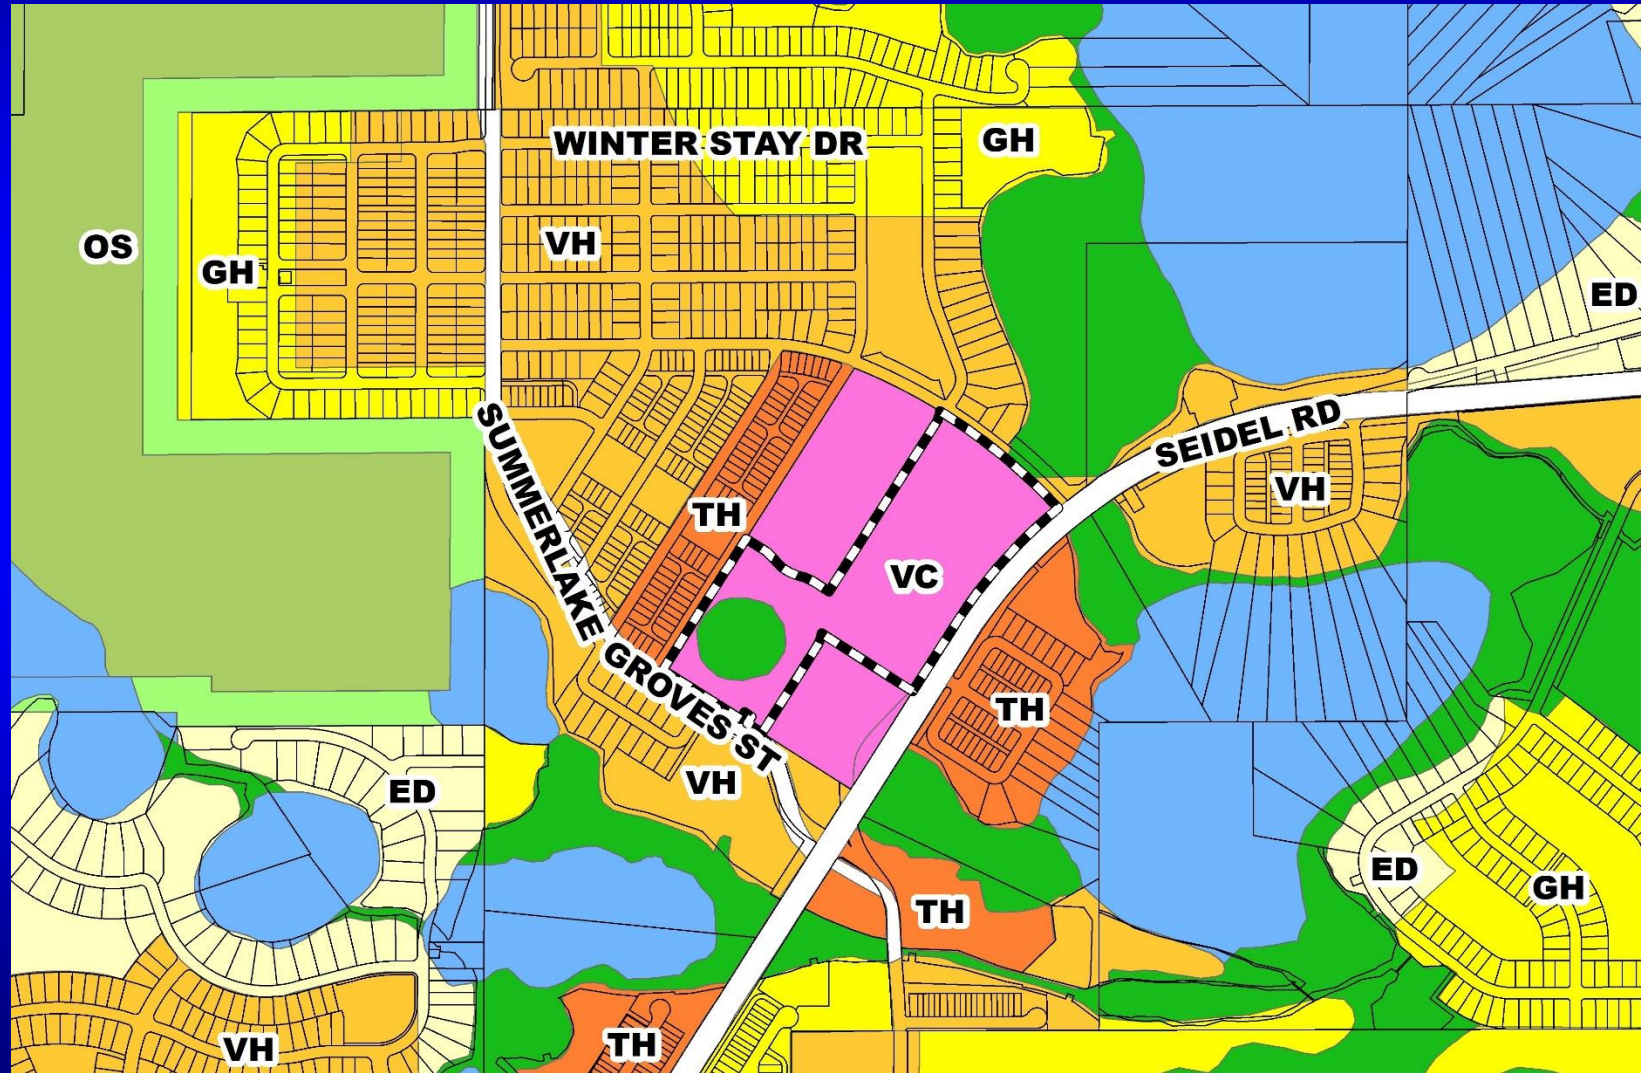 WINTER STAY DR
GH
OS
VH
GH
ED
SUMMERLAKE GROVES ST
SEIDEL RD
VH
TH
VC
TH
VH
ED
ED
GH
TH
VH
TH